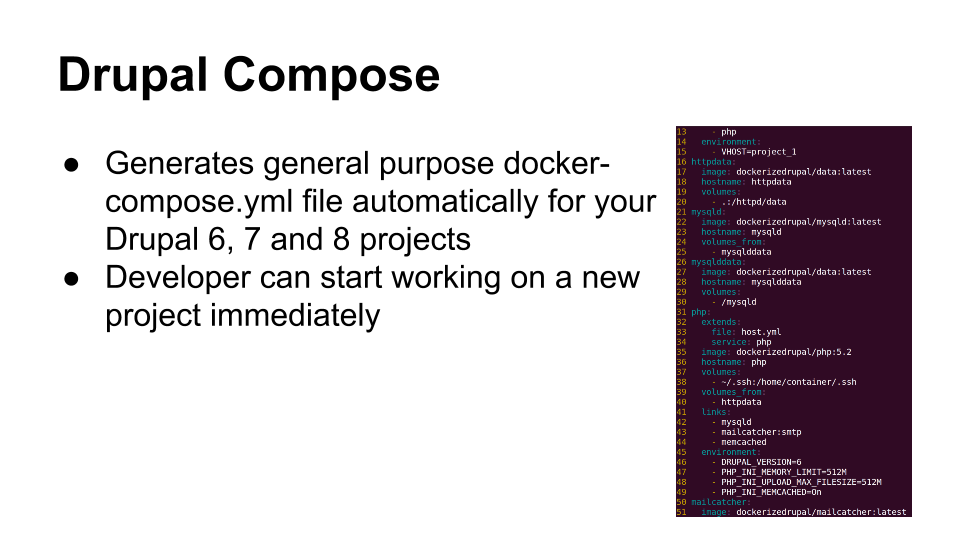 Drupal Compose
● Generates general purpose docker-
compose.yml file automatically for your
Drupal 6, 7 and 8 projects
● Developer can start working on a new
project immediately
13     - php
14   environment:
15     - VHOST=project_1
16 httpdata:
17   image: dockerizedrupal/data:latest
18   hostname: httpdata
19   volumes:
20     - .:/httpd/data
21 mysqld:
22   image: dockerizedrupal/mysqld:latest
23   hostname: mysqld
24   volumes_from:
25     - mysqlddata
26 mysqlddata:
27   image: dockerizedrupal/data:latest
28   hostname: mysqlddata
29   volumes:
30     - /mysqld
31 php:
32   extends:
33     file: host.yml
34     service: php
35   image: dockerizedrupal/php:5.2
36   hostname: php
37   volumes:
38     - ~/.ssh:/home/container/.ssh
39   volumes_from:
40     - httpdata
41   links:
42     - mysqld
43     - mailcatcher:smtp
44     - memcached
45   environment:
46     - DRUPAL_VERSION=6
47     - PHP_INI_MEMORY_LIMIT=512M
48     - PHP_INI_UPLOAD_MAX_FILESIZE=512M
49     - PHP_INI_MEMCACHED=On
50 mailcatcher:
51   image: dockerizedrupal/mailcatcher:latest